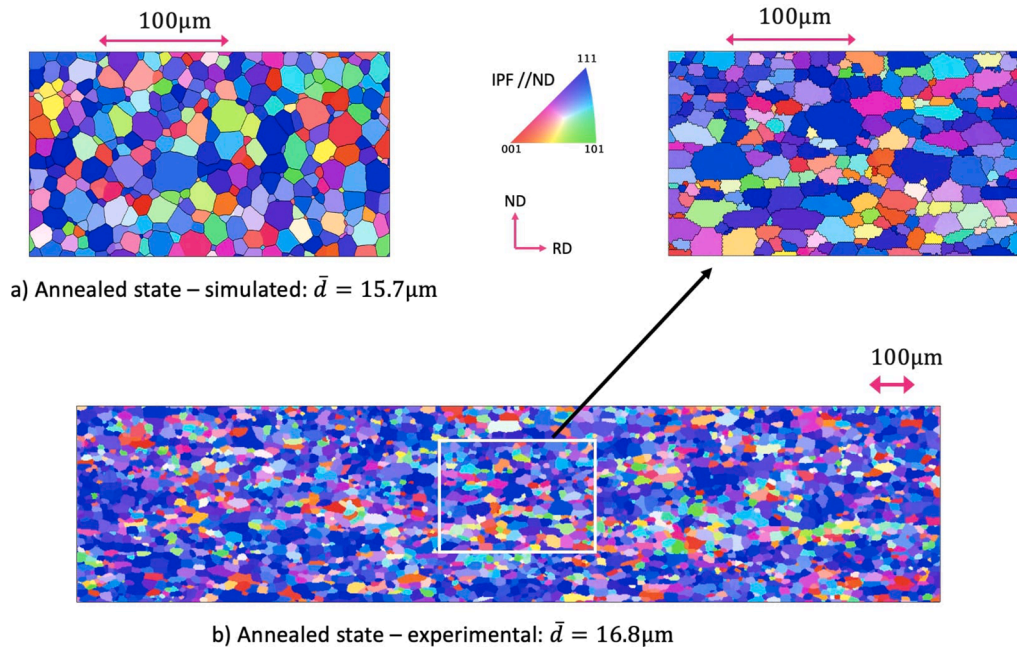 100μm
100μm
111
IPF //ND
001
101
ND
RD
a) Annealed state – simulated: d̄ = 15.7μm
100μm
b) Annealed state – experimental: d̄ = 16.8μm